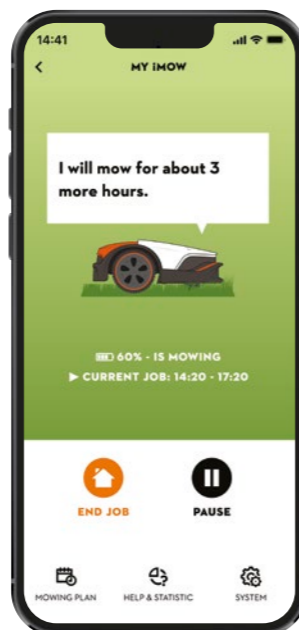 14:41
MY iMOW
I will mow for about 3
more hours.
60% - IS MOWING
CURRENT JOB: 14:20 - 17:20
END JOB
PAUSE
MOWING PLAN
HELP & STATISTIC
SYSTEM